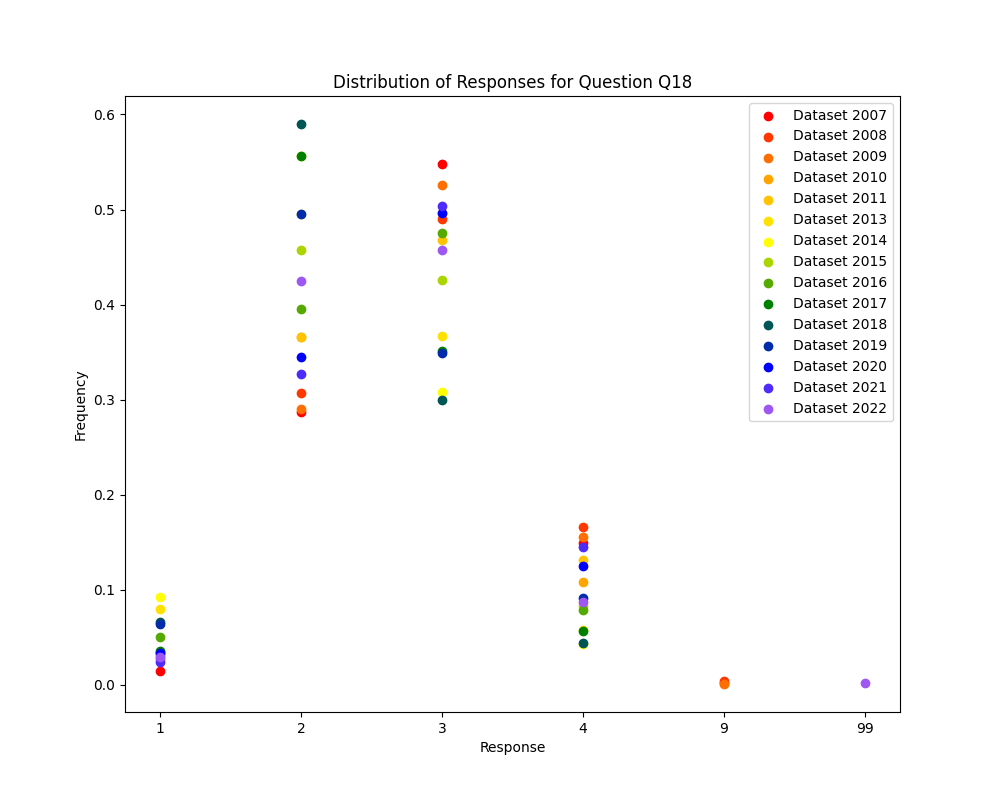 Distribution of Responses for Question Q18
Dataset 2007
Dataset 2008
Dataset 2009
Dataset 2010
Dataset 2011
Dataset 2013
Dataset 2014
Dataset 2015
Dataset 2016
Dataset 2017
Dataset 2018
Dataset 2019
Dataset 2020
Dataset 2021
Dataset 2022
Frequency
0.6
0.5
0.4
0.3
0.2
0.1
0.0
1 2 3 4 9 99
Response